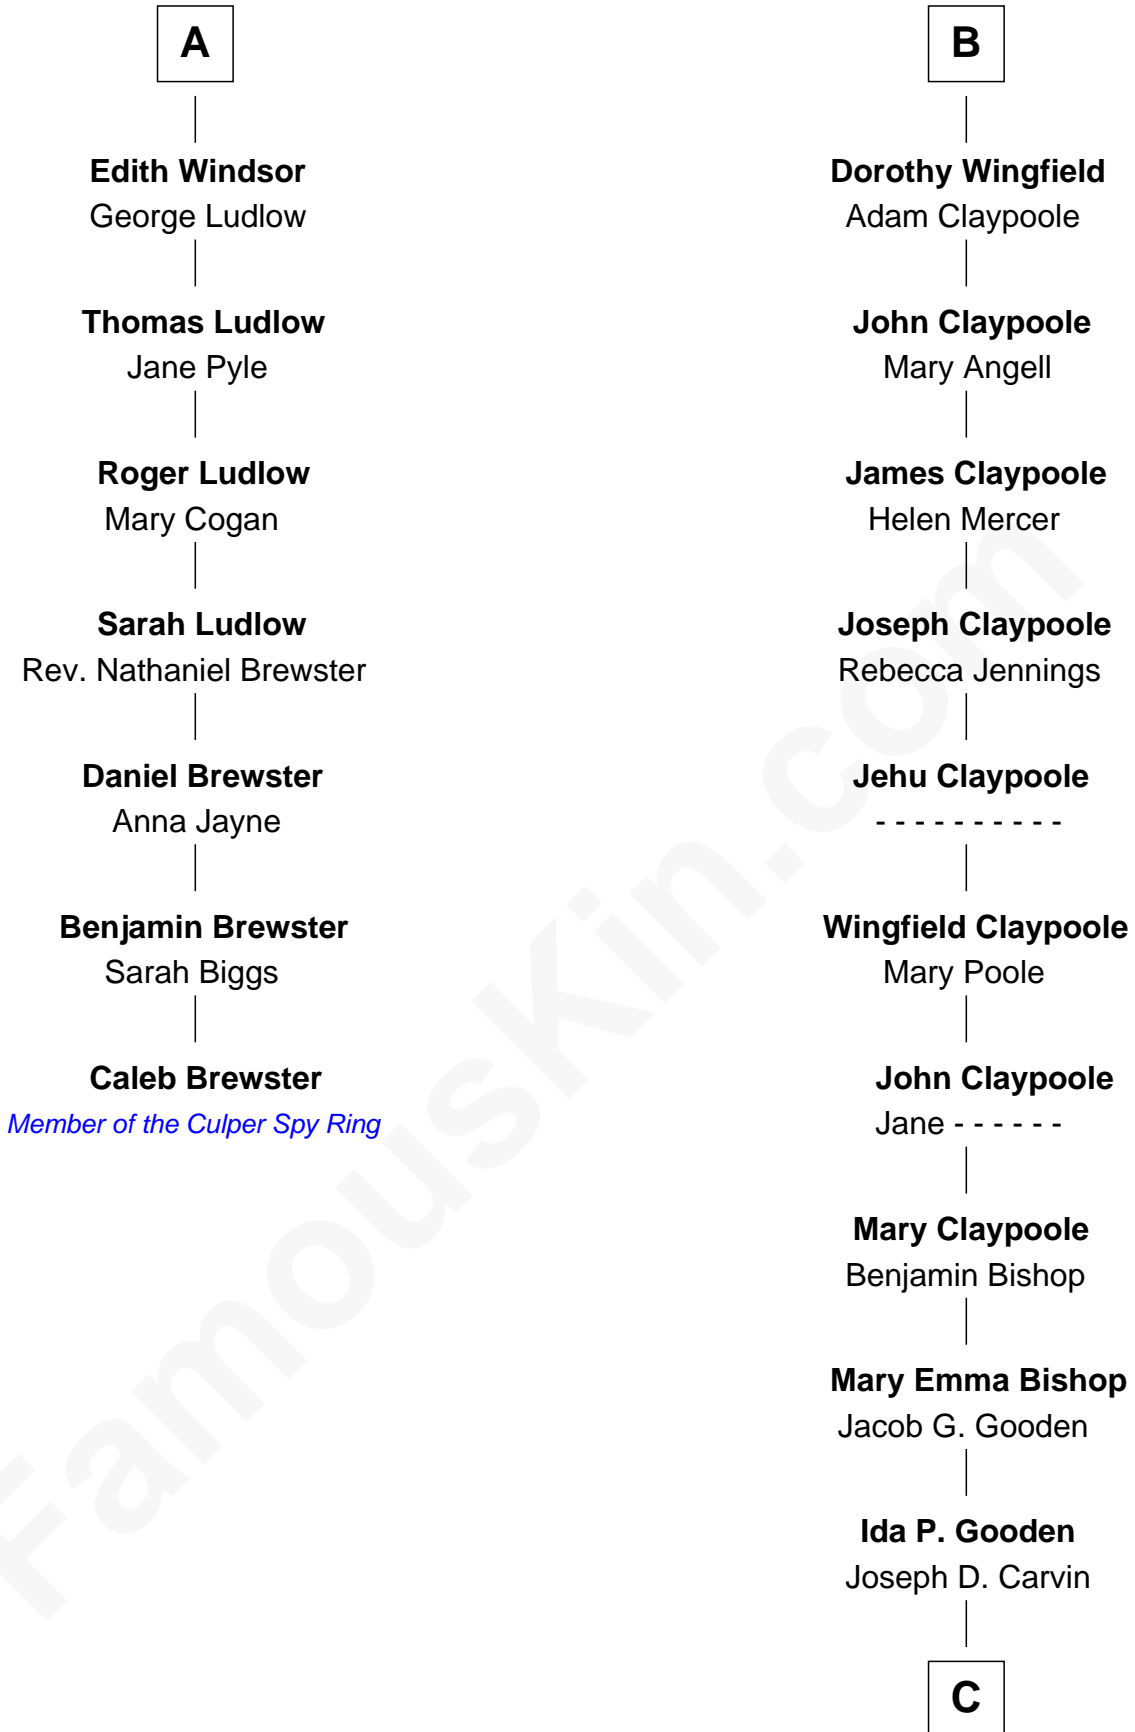 A
Edith Windsor
George Ludlow
Thomas Ludlow
Jane Pyle
Roger Ludlow
Mary Cogan
Sarah Ludlow
Rev. Nathaniel Brewster
Daniel Brewster
Anna Jayne
Benjamin Brewster
Sarah Biggs
Caleb Brewster
Member of the Culper Spy Ring
B
Dorothy Wingfield
Adam Claypoole
John Claypoole
Mary Angell
James Claypoole
Helen Mercer
Joseph Claypoole
Rebecca Jennings
Jehu Claypoole
- - - - - - - - - -
Wingfield Claypoole
Mary Poole
John Claypoole
Jane - - - - - -
Mary Claypoole
Benjamin Bishop
Mary Emma Bishop
Jacob G. Gooden
Ida P. Gooden
Joseph D. Carvin
C
FamousKin.com